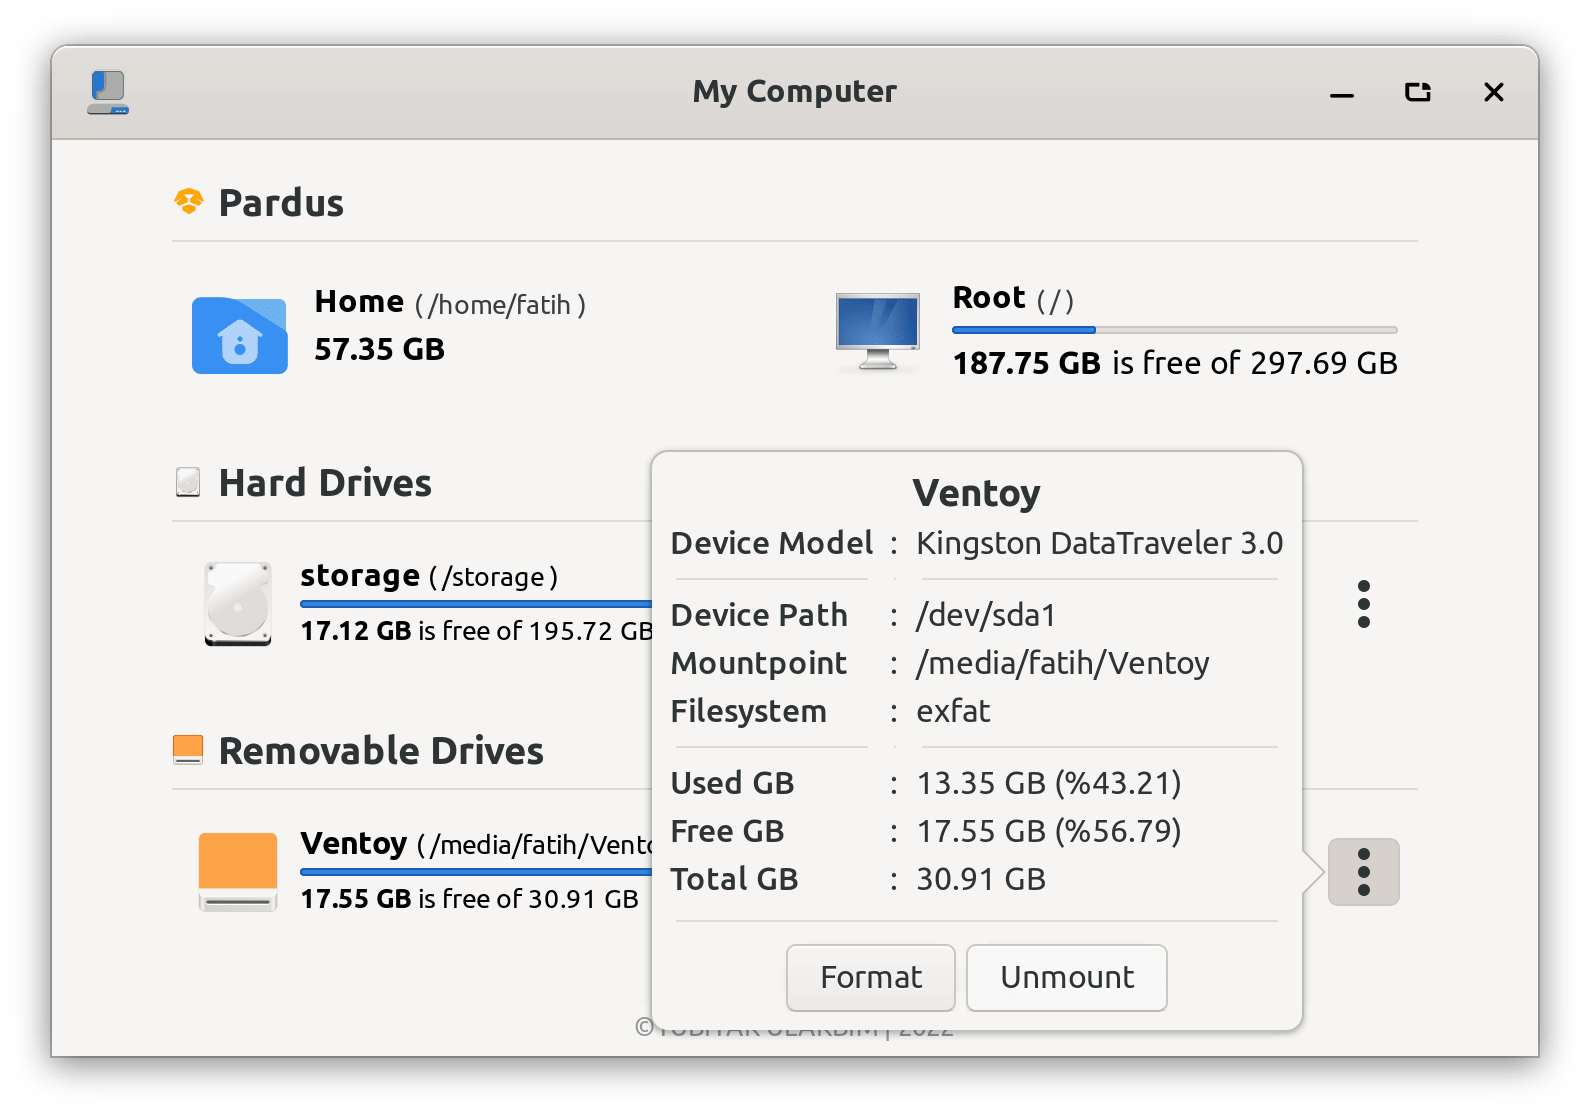 My Computer
Pardus
Home ( /home/fatih )
57.35 GB
Root ( / )
187.75 GB is free of 297.69 GB
Hard Drives
storage ( /storage )
17.12 GB is free of 195.72 GB
Removable Drives
Ventoy ( /media/fatih/Vento
17.55 GB is free of 30.91 GB
Ventoy
Device Model : Kingston DataTraveler 3.0
Device Path : /dev/sda1
Mountpoint : /media/fatih/Ventoy
Filesystem : exfat
Used GB : 13.35 GB (%43.21)
Free GB : 17.55 GB (%56.79)
Total GB : 30.91 GB
Format
Unmount
© 2022